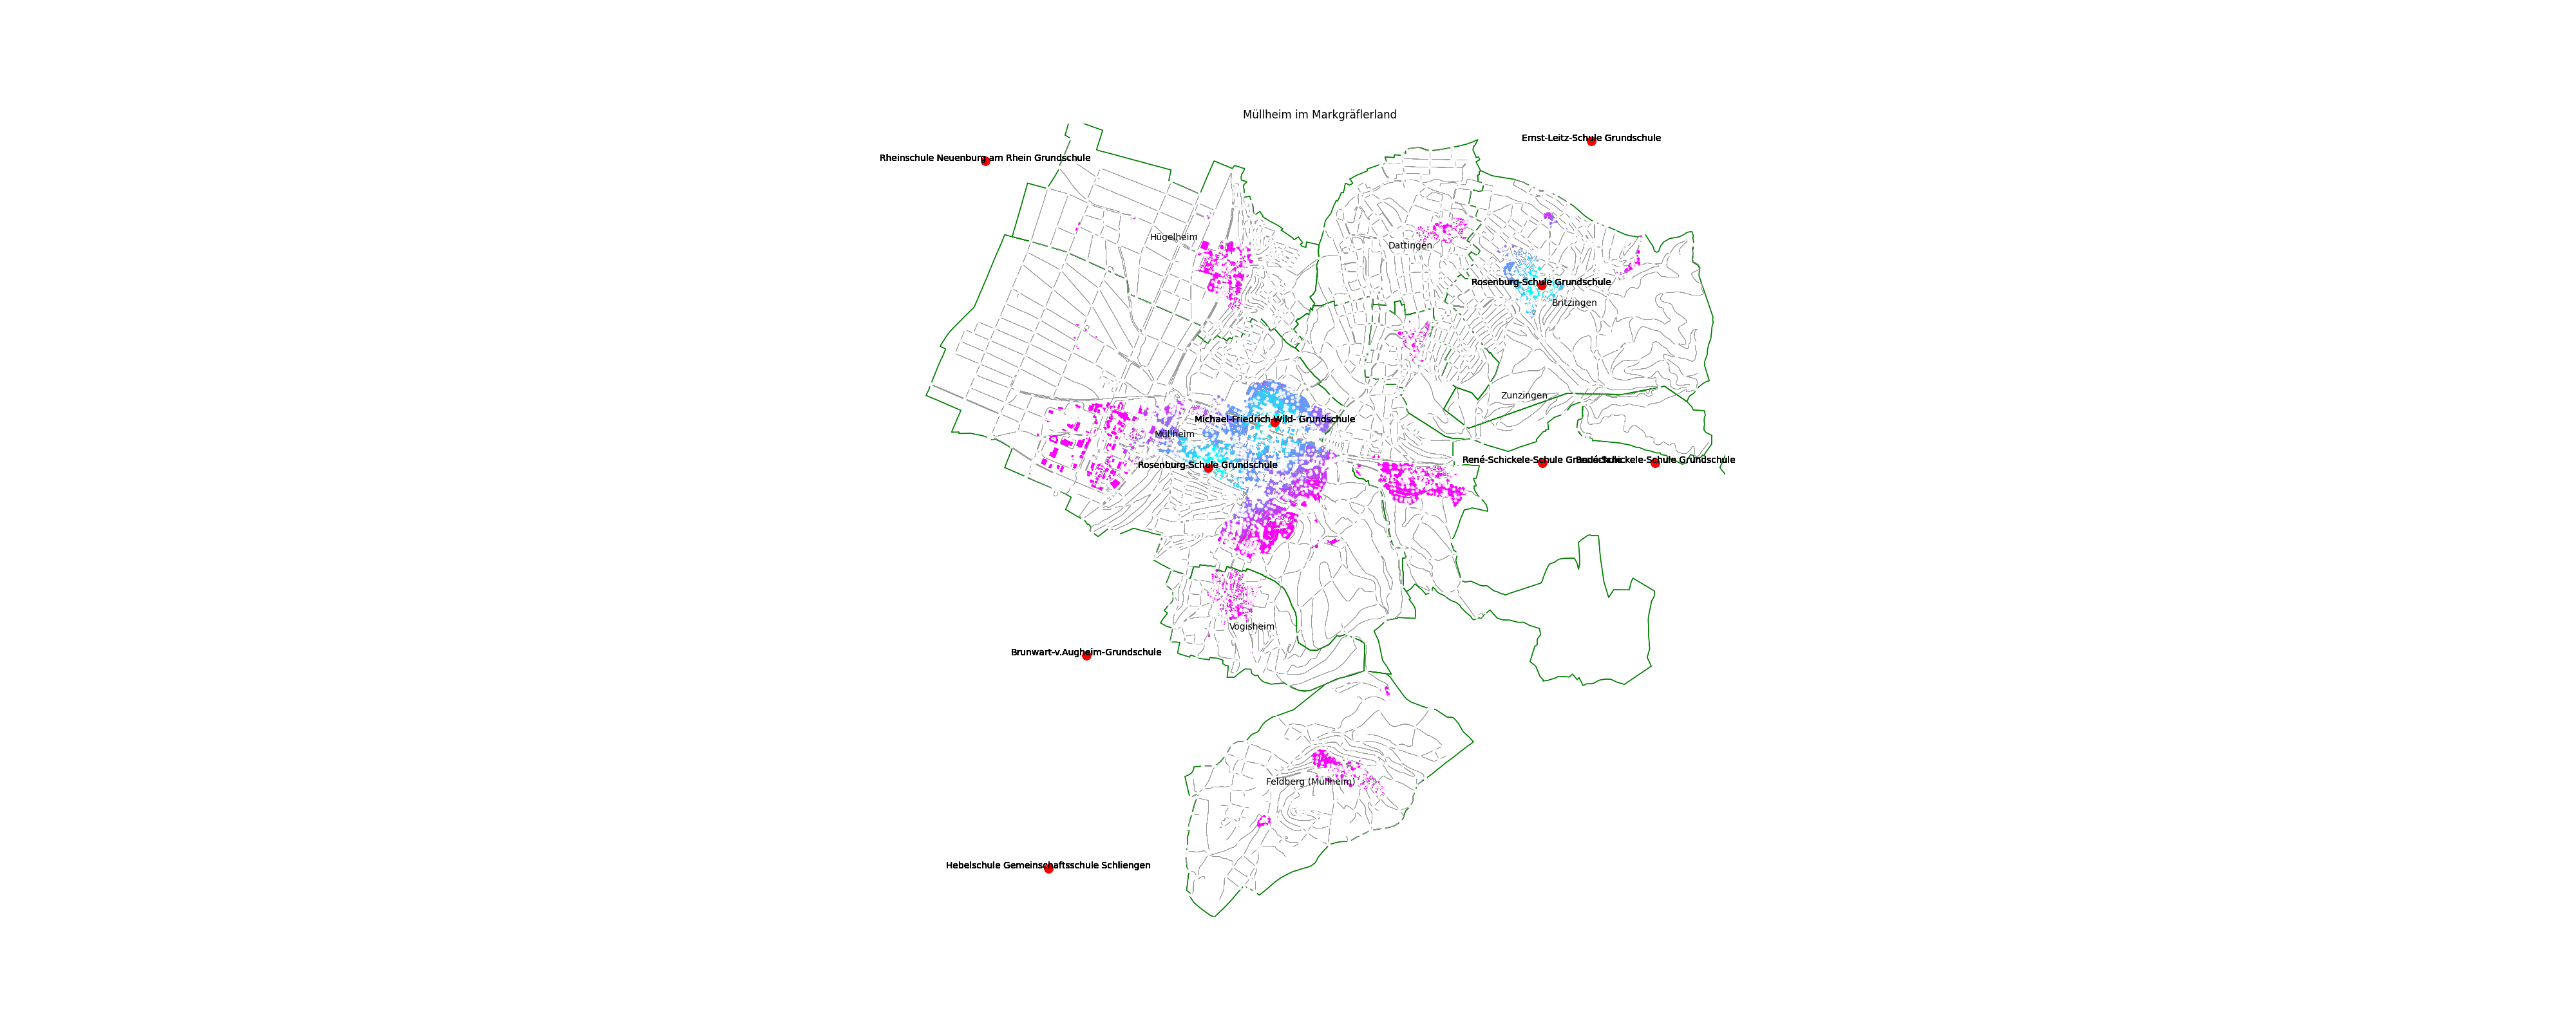 Müllheim im Markgräflerland
Ernst-Leitz-Schule Grundschule
Rheinschule Neuenburg am Rhein Grundschule
Hügelheim
Dattingen
Rosenburg-Schule Grundschule
Britzingen
Zunzingen
Michael-Friedrich-Wild- Grundschule
Müllheim
Rosenburg-Schule Grundschule
René-Schickele-Schule Grundschule
René-Schickele-Schule Grundschule
Vögisheim
Brunwart-v.Augheim-Grundschule
Feldberg (Müllheim)
Hebelschule Gemeinschaftsschule Schliengen